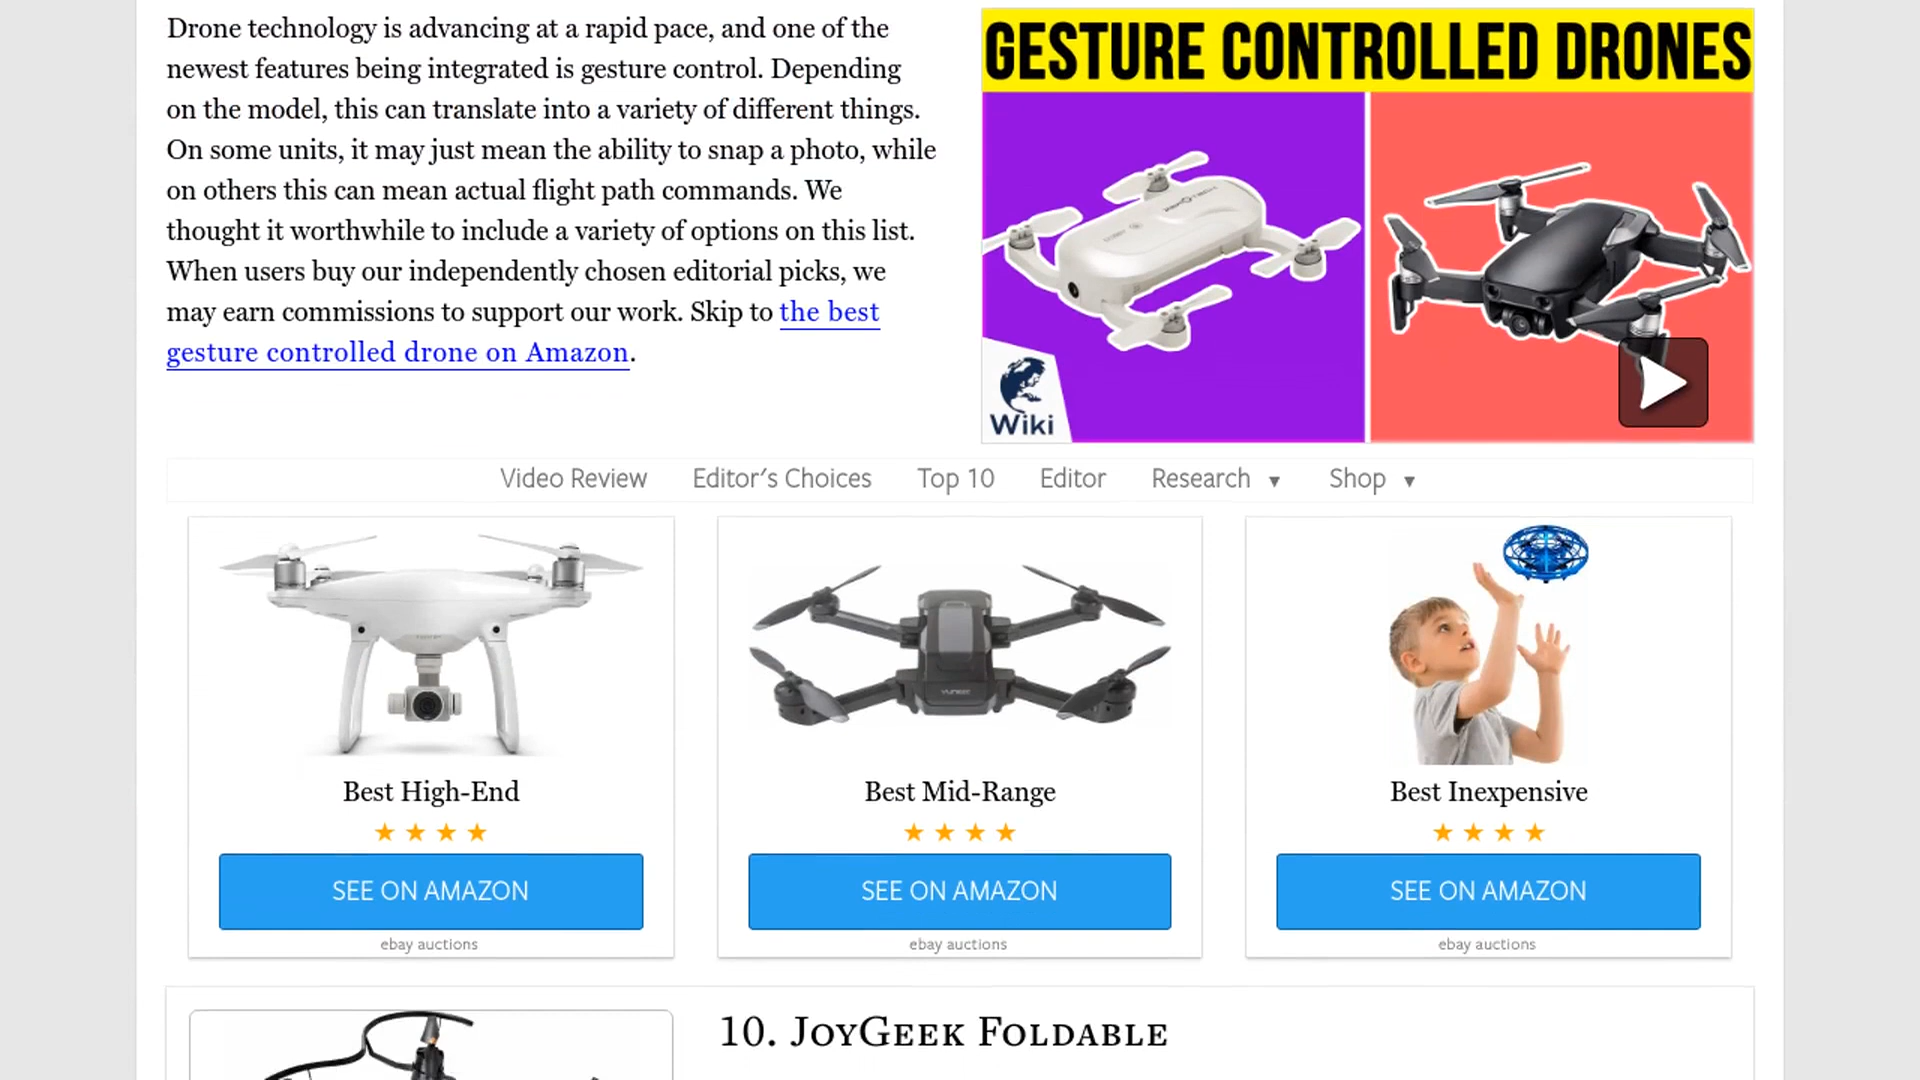 Drone technology is advancing at a rapid pace, and one of the
newest features being integrated is gesture control. Depending
on the model, this can translate into a variety of different things.
On some units, it may just mean the ability to snap a photo, while
on others this can mean actual flight path commands. We
thought it worthwhile to include a variety of options on this list.
When users buy our independently chosen editorial picks, we
may earn commissions to support our work. Skip to the best
gesture controlled drone on Amazon.
GESTURE CONTROLLED DRONES
Wiki
Video Review Editor's Choices Top 10 Editor Research ▼ Shop ▼
YUNEEC
Best High-End
★ ★ ★ ★
SEE ON AMAZON
ebay auctions
Best Mid-Range
★ ★ ★ ★
SEE ON AMAZON
ebay auctions
Best Inexpensive
★ ★ ★ ★
SEE ON AMAZON
ebay auctions
10. JOYGEEK FOLDABLE